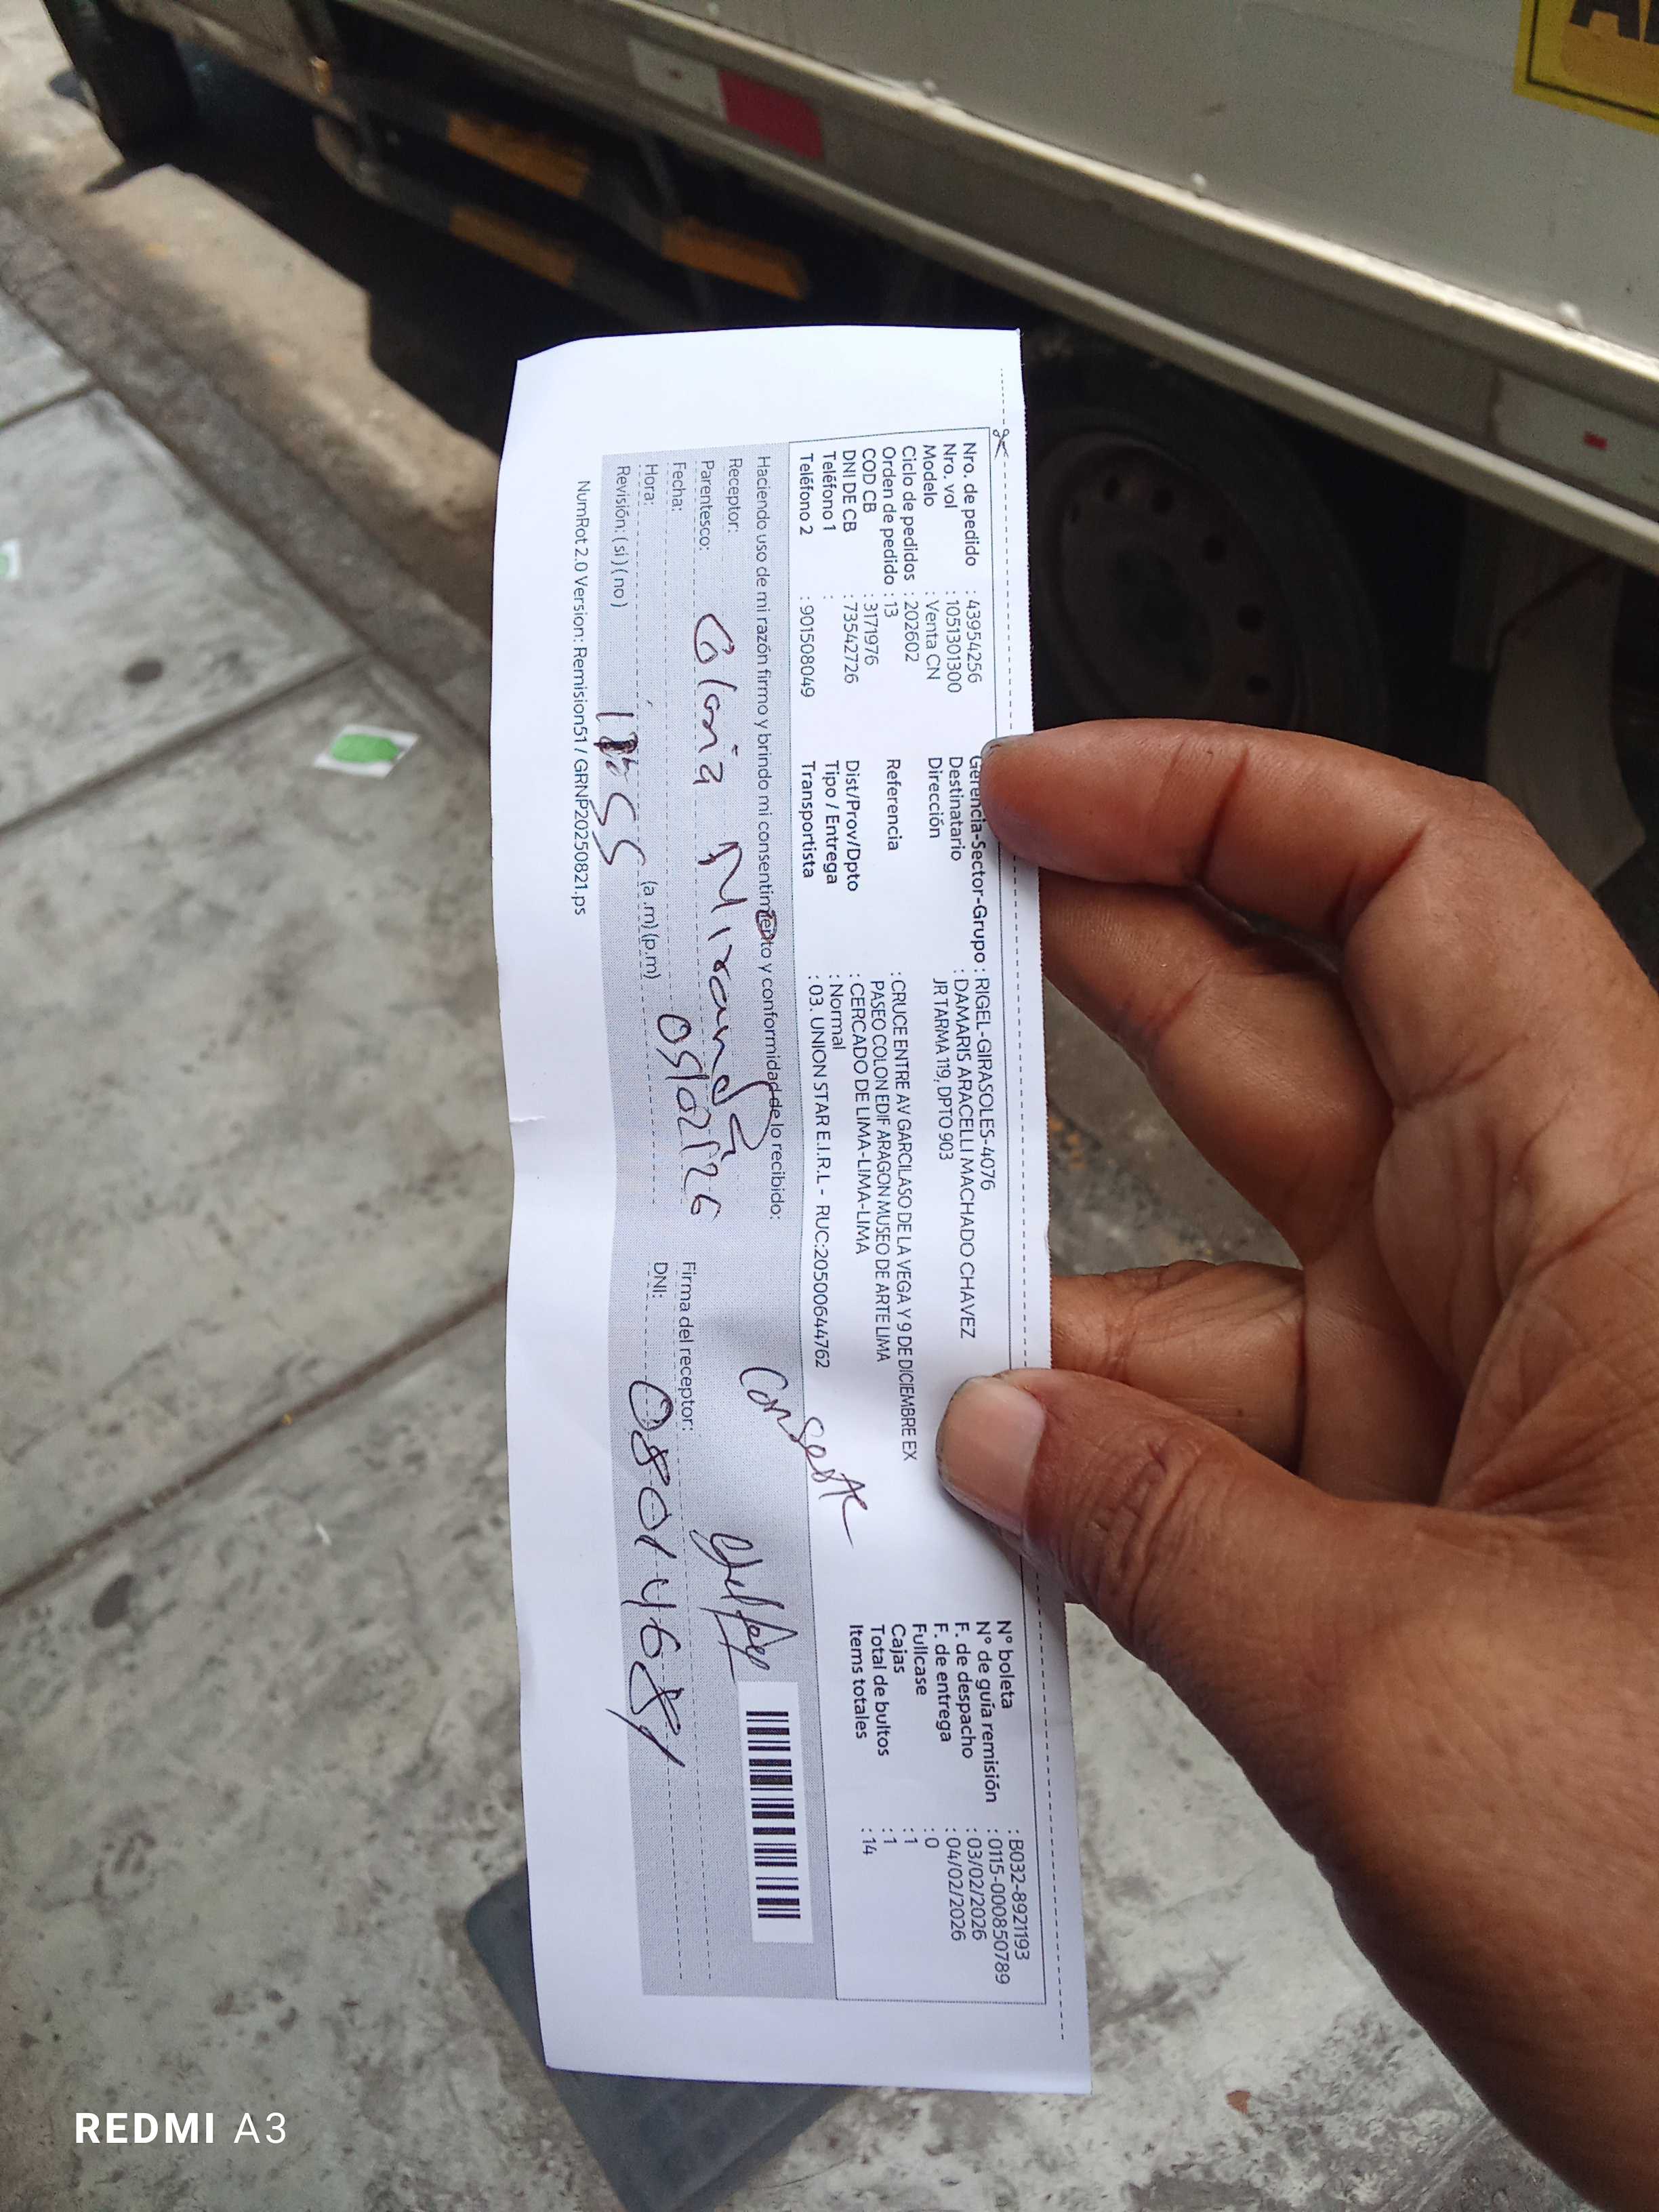 Nro. de pedido : 43954256
Nro. vol : 1051301300
Modelo : Venta CN
Ciclo de pedidos : 202602
Orden de pedido : 13
COD CB : 3171976
DNI DE CB : 73542726
Teléfono 1 :
Teléfono 2 : 901508049
Gerencia-Sector-Grupo : RIGEL-GIRASOLES-4076
Destinatario : DAMARIS ARACELLI MACHADO CHAVEZ
Dirección JR TARMA 119, DPTO 903
Referencia : CRUCE ENTRE AV GARCILASO DE LA VEGA Y 9 DE DICIEMBRE EX
PASEO COLON EDIF ARAGON MUSEO DE ARTE LIMA
Dist/Prov/Dpto : CERCADO DE LIMA-LIMA-LIMA
Tipo / Entrega : Normal
Transportista : 03. UNION STAR E.I.R.L - RUC:20500644762
N° boleta : B032-8921193
N° de guía remisión : 0115-000850789
F. de despacho : 03/02/2026
F. de entrega : 04/02/2026
Fullcase : 0
Cajas : 1
Total de bultos : 1
Items totales : 14
Haciendo uso de mi razón firmo y brindo mi consentimiento y conformidad de lo recibido:
Receptor:
Parentesco: Gloria Miranda
Fecha: 05/02/26
Hora: (a.m) (p.m)
Revisión: ( si ) ( no )
Firma del receptor:
DNI: 08014681
NumRot 2.0 Version: Remision51 / GRNP20250821.ps
REDMI A3